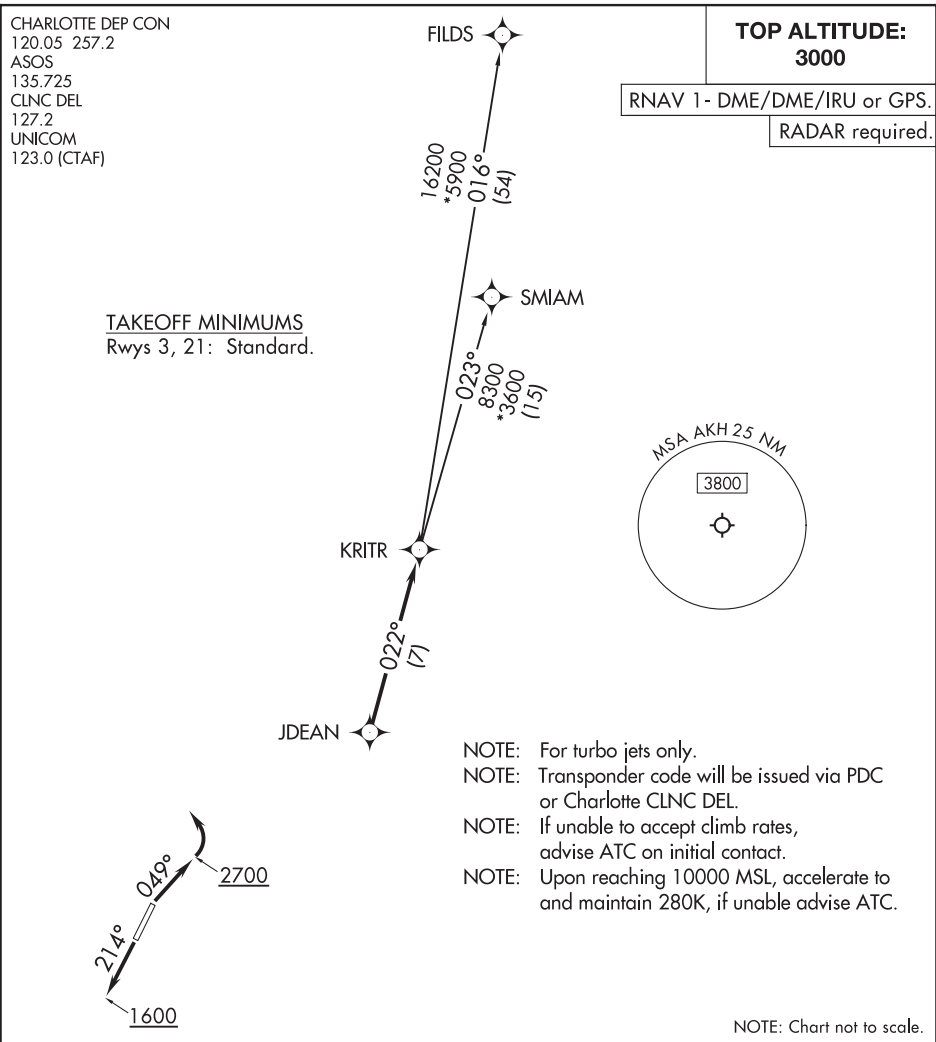 CHARLOTTE DEP CON
120.05 257.2
ASOS
135.725
CLNC DEL
127.2
UNICOM
123.0 (CTAF)
TOP ALTITUDE:
3000
RNAV 1- DME/DME/IRU or GPS.
RADAR required.
FILDS
16200
*5900
016°
(54)
SMIAM
TAKEOFF MINIMUMS
Rwys 3, 21: Standard.
023°
8300
*3600
(15)
MSA AKH 25 NM
3800
KRITR
022°
(7)
JDEAN
NOTE: For turbo jets only.
NOTE: Transponder code will be issued via PDC
or Charlotte CLNC DEL.
NOTE: If unable to accept climb rates,
advise ATC on initial contact.
NOTE: Upon reaching 10000 MSL, accelerate to
and maintain 280K, if unable advise ATC.
049°
2700
214°
1600
NOTE: Chart not to scale.